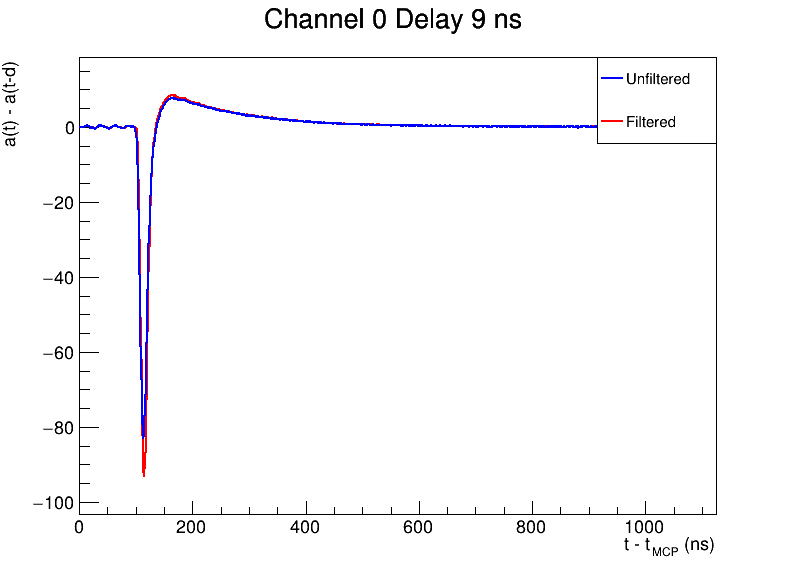 Channel 0 Delay 9 ns
a(t) - a(t-d)
Unfiltered
Filtered
0
−20
−40
−60
−80
−100
0 200 400 600 800 1000
t - t_MCP (ns)